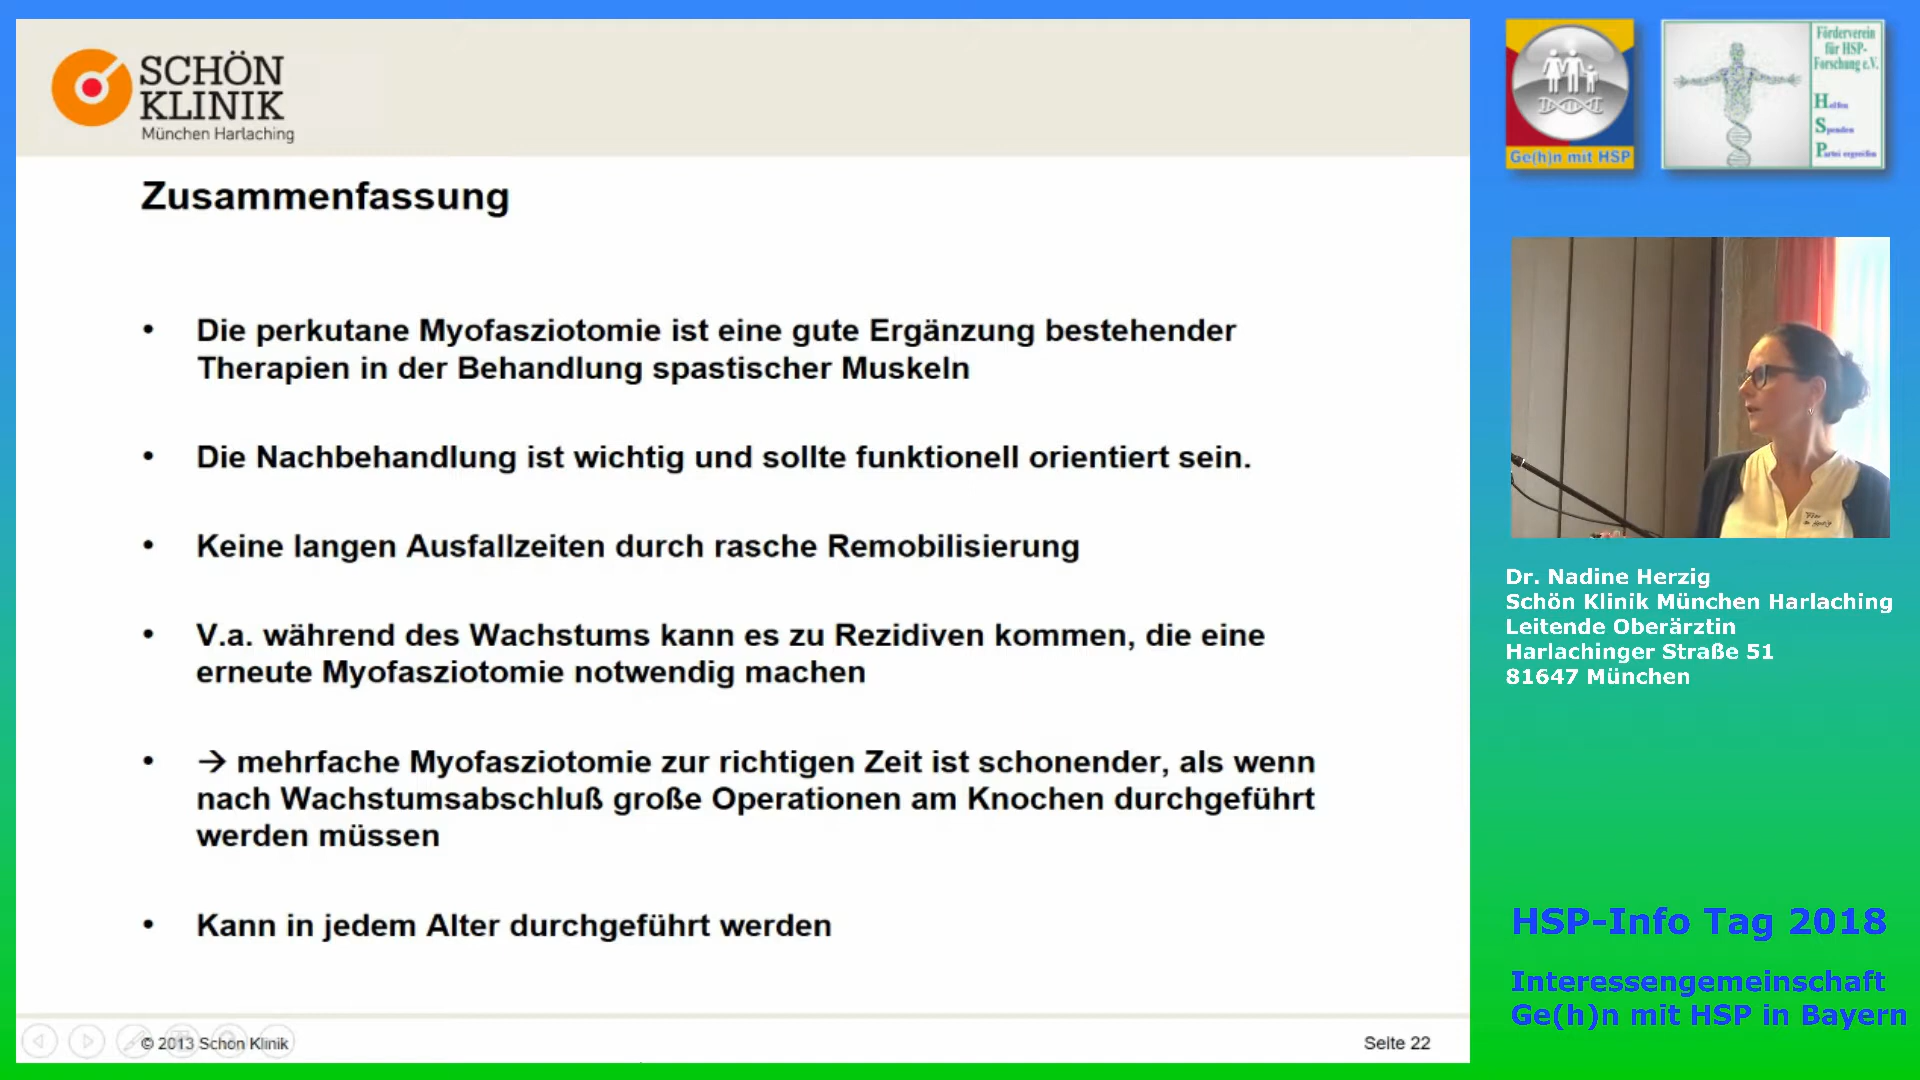 SCHÖN
KLINIK
München Harlaching
Zusammenfassung
• Die perkutane Myofasziotomie ist eine gute Ergänzung bestehender
Therapien in der Behandlung spastischer Muskeln
• Die Nachbehandlung ist wichtig und sollte funktionell orientiert sein.
• Keine langen Ausfallzeiten durch rasche Remobilisierung
• V.a. während des Wachstums kann es zu Rezidiven kommen, die eine
erneute Myofasziotomie notwendig machen
• → mehrfache Myofasziotomie zur richtigen Zeit ist schonender, als wenn
nach Wachstumsabschluß große Operationen am Knochen durchgeführt
werden müssen
• Kann in jedem Alter durchgeführt werden
© 2013 Schön Klinik
Seite 22
Ge(h)n mit HSP
Förderverein
für HSP-
Forschung e.V.
Helfen
Spenden
Partei ergreifen
Dr. Nadine Herzig
Schön Klinik München Harlaching
Leitende Oberärztin
Harlachinger Straße 51
81647 München
HSP-Info Tag 2018
Interessengemeinschaft
Ge(h)n mit HSP in Bayern